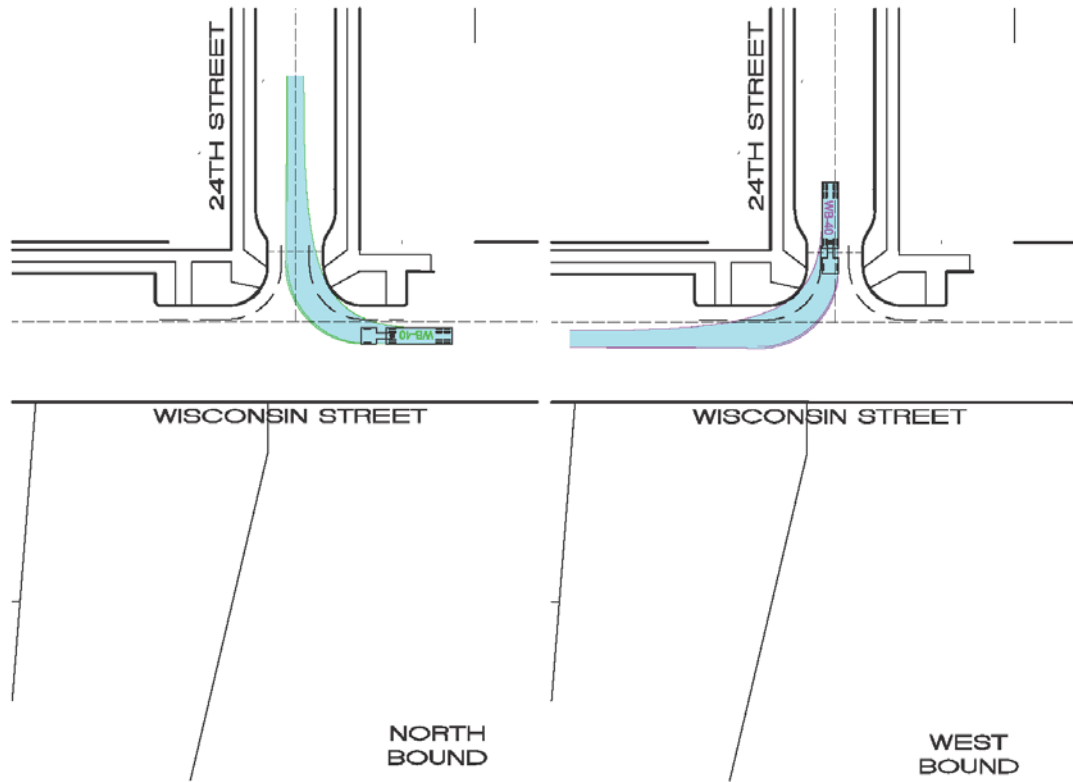 24TH STREET
WB-40
WISCONSIN STREET
NORTH
BOUND
24TH STREET
WB-40
WISCONSIN STREET
WEST
BOUND